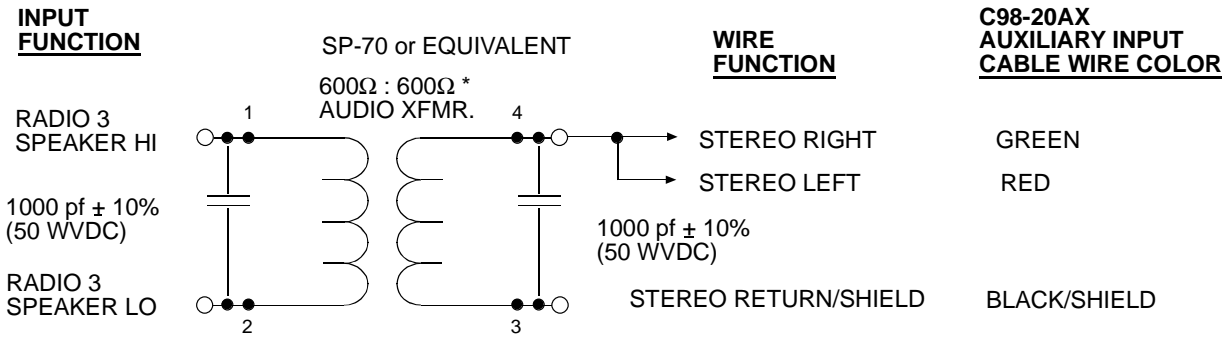 INPUT
FUNCTION
SP-70 or EQUIVALENT
600Ω : 600Ω *
AUDIO XFMR.
WIRE
FUNCTION
C98-20AX
AUXILIARY INPUT
CABLE WIRE COLOR
RADIO 3
SPEAKER HI
1
4
STEREO RIGHT
GREEN
STEREO LEFT
RED
1000 pf ± 10%
(50 WVDC)
1000 pf ± 10%
(50 WVDC)
RADIO 3
SPEAKER LO
2
3
STEREO RETURN/SHIELD
BLACK/SHIELD